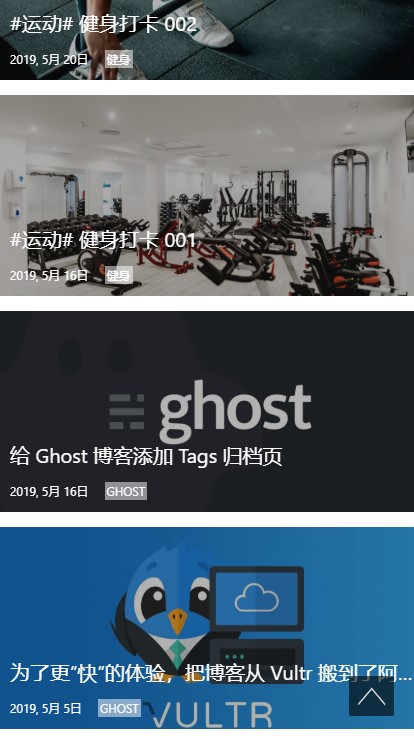 #运动# 健身打卡 002
2019, 5月 20日 健身
#运动# 健身打卡 001
2019, 5月 16日 健身
ghost
给 Ghost 博客添加 Tags 归档页
2019, 5月 16日 GHOST
为了更“快”的体验，把博客从 Vultr 搬到了阿...
2019, 5月 5日 GHOST
VULTR